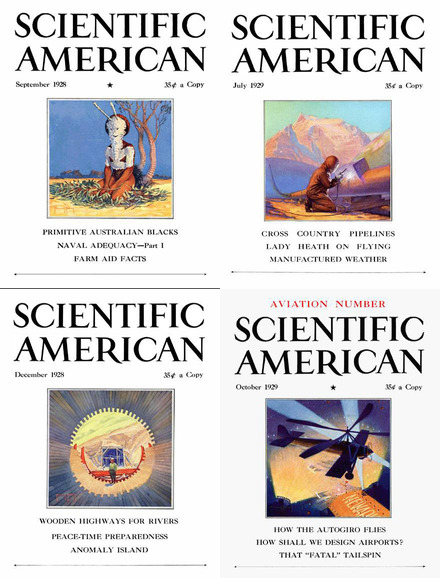 SCIENTIFIC
AMERICAN
September 1928 ★ 35¢ a Copy
PRIMITIVE AUSTRALIAN BLACKS
NAVAL ADEQUACY—Part I
FARM AID FACTS
SCIENTIFIC
AMERICAN
July 1929 35¢ a Copy
CROSS COUNTRY PIPELINES
LADY HEATH ON FLYING
MANUFACTURED WEATHER
SCIENTIFIC
AMERICAN
December 1928 35¢ a Copy
WOODEN HIGHWAYS FOR RIVERS
PEACE-TIME PREPAREDNESS
ANOMALY ISLAND
AVIATION NUMBER
SCIENTIFIC
AMERICAN
October 1929 ★ 35¢ a Copy
HOW THE AUTOGIRO FLIES
HOW SHALL WE DESIGN AIRPORTS?
THAT "FATAL" TAILSPIN